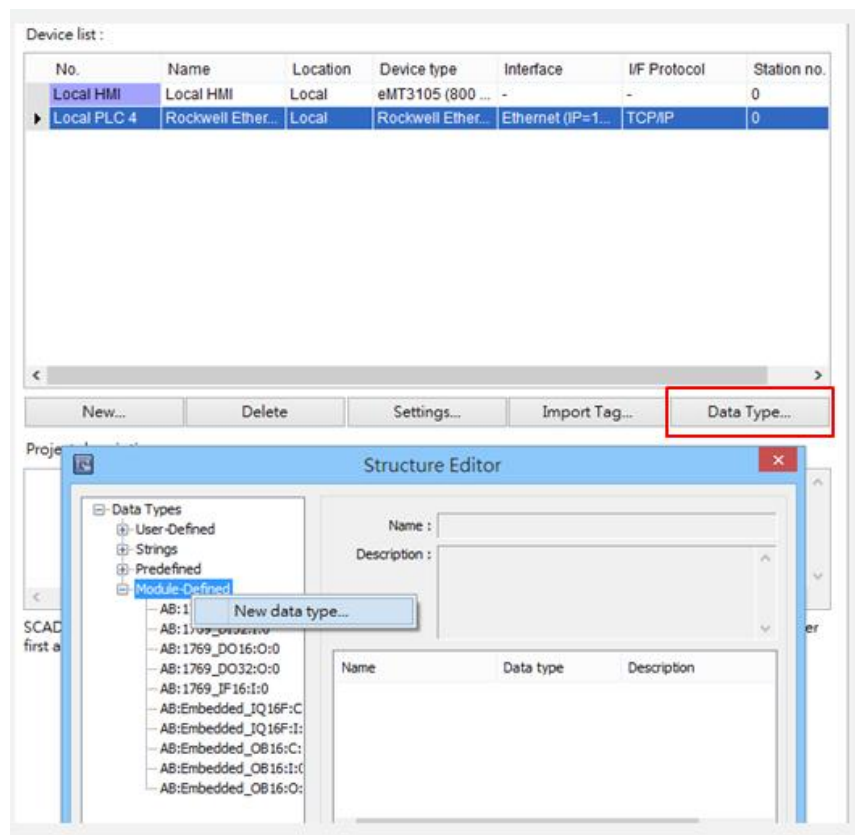 Device list :
No. Name Location Device type Interface I/F Protocol Station no.
Local HMI Local HMI Local eMT3105 (800 ... - - 0
Local PLC 4 Rockwell Ether... Local Rockwell Ether... Ethernet (IP=1... TCP/IP 0
New... Delete Settings... Import Tag... Data Type...
Structure Editor
Data Types
User-Defined
Strings
Predefined
Module-Defined
New data type...
AB:1769_DO16:O:0
AB:1769_DO32:O:0
AB:1769_IF16:I:0
AB:Embedded_IQ16F:C
AB:Embedded_IQ16F:I:
AB:Embedded_OB16:C:
AB:Embedded_OB16:I:0
AB:Embedded_OB16:O:
Name :
Description :
Name Data type Description
SCAD
first a
er